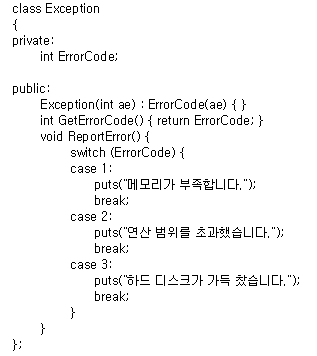 class Exception
{
private:
int ErrorCode;
public:
Exception(int ae) : ErrorCode(ae) { }
int GetErrorCode() { return ErrorCode; }
void ReportError() {
switch (ErrorCode) {
case 1:
puts("메모리가 부족합니다.");
break;
case 2:
puts("연산 범위를 초과했습니다.");
break;
case 3:
puts("하드 디스크가 가득 찼습니다.");
break;
}
}
};